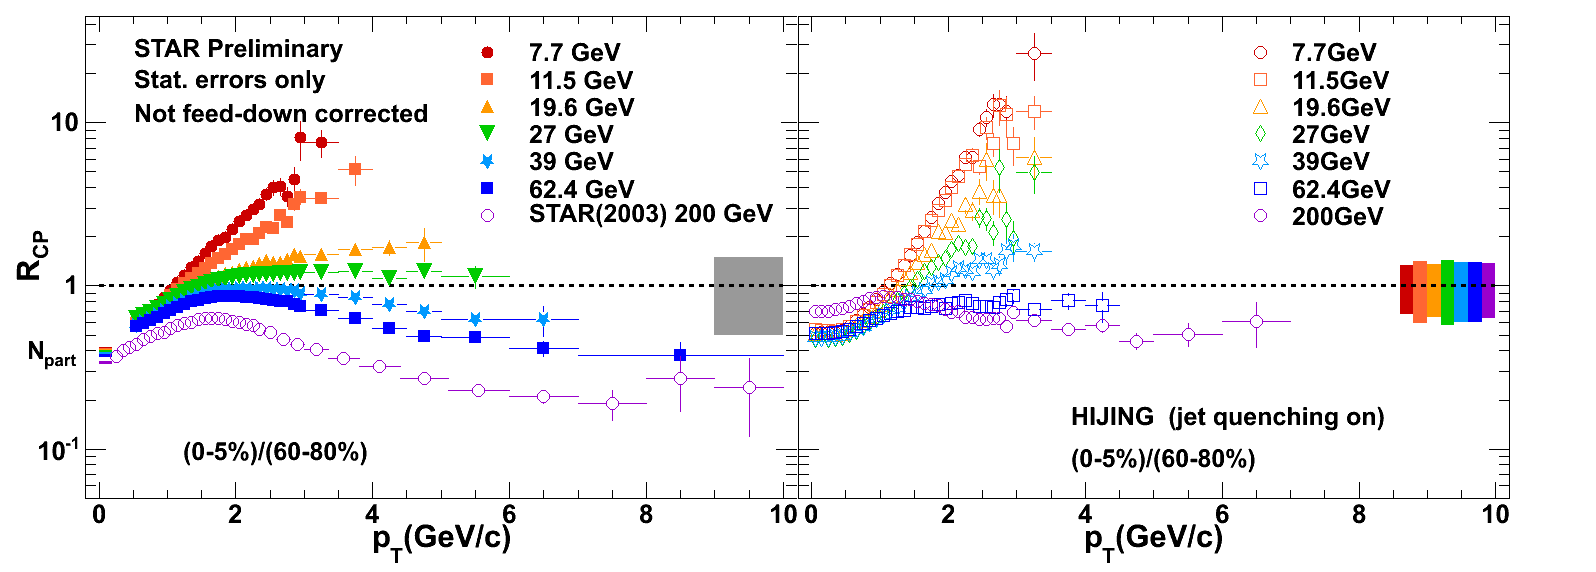 STAR Preliminary
Stat. errors only
Not feed-down corrected
7.7 GeV
11.5 GeV
19.6 GeV
27 GeV
39 GeV
62.4 GeV
STAR(2003) 200 GeV
R_CP
10
1
N_part
10^-1
(0-5%)/(60-80%)
0 2 4 6 8 10
p_T(GeV/c)
7.7GeV
11.5GeV
19.6GeV
27GeV
39GeV
62.4GeV
200GeV
HIJING (jet quenching on)
(0-5%)/(60-80%)
0 2 4 6 8 10
p_T(GeV/c)